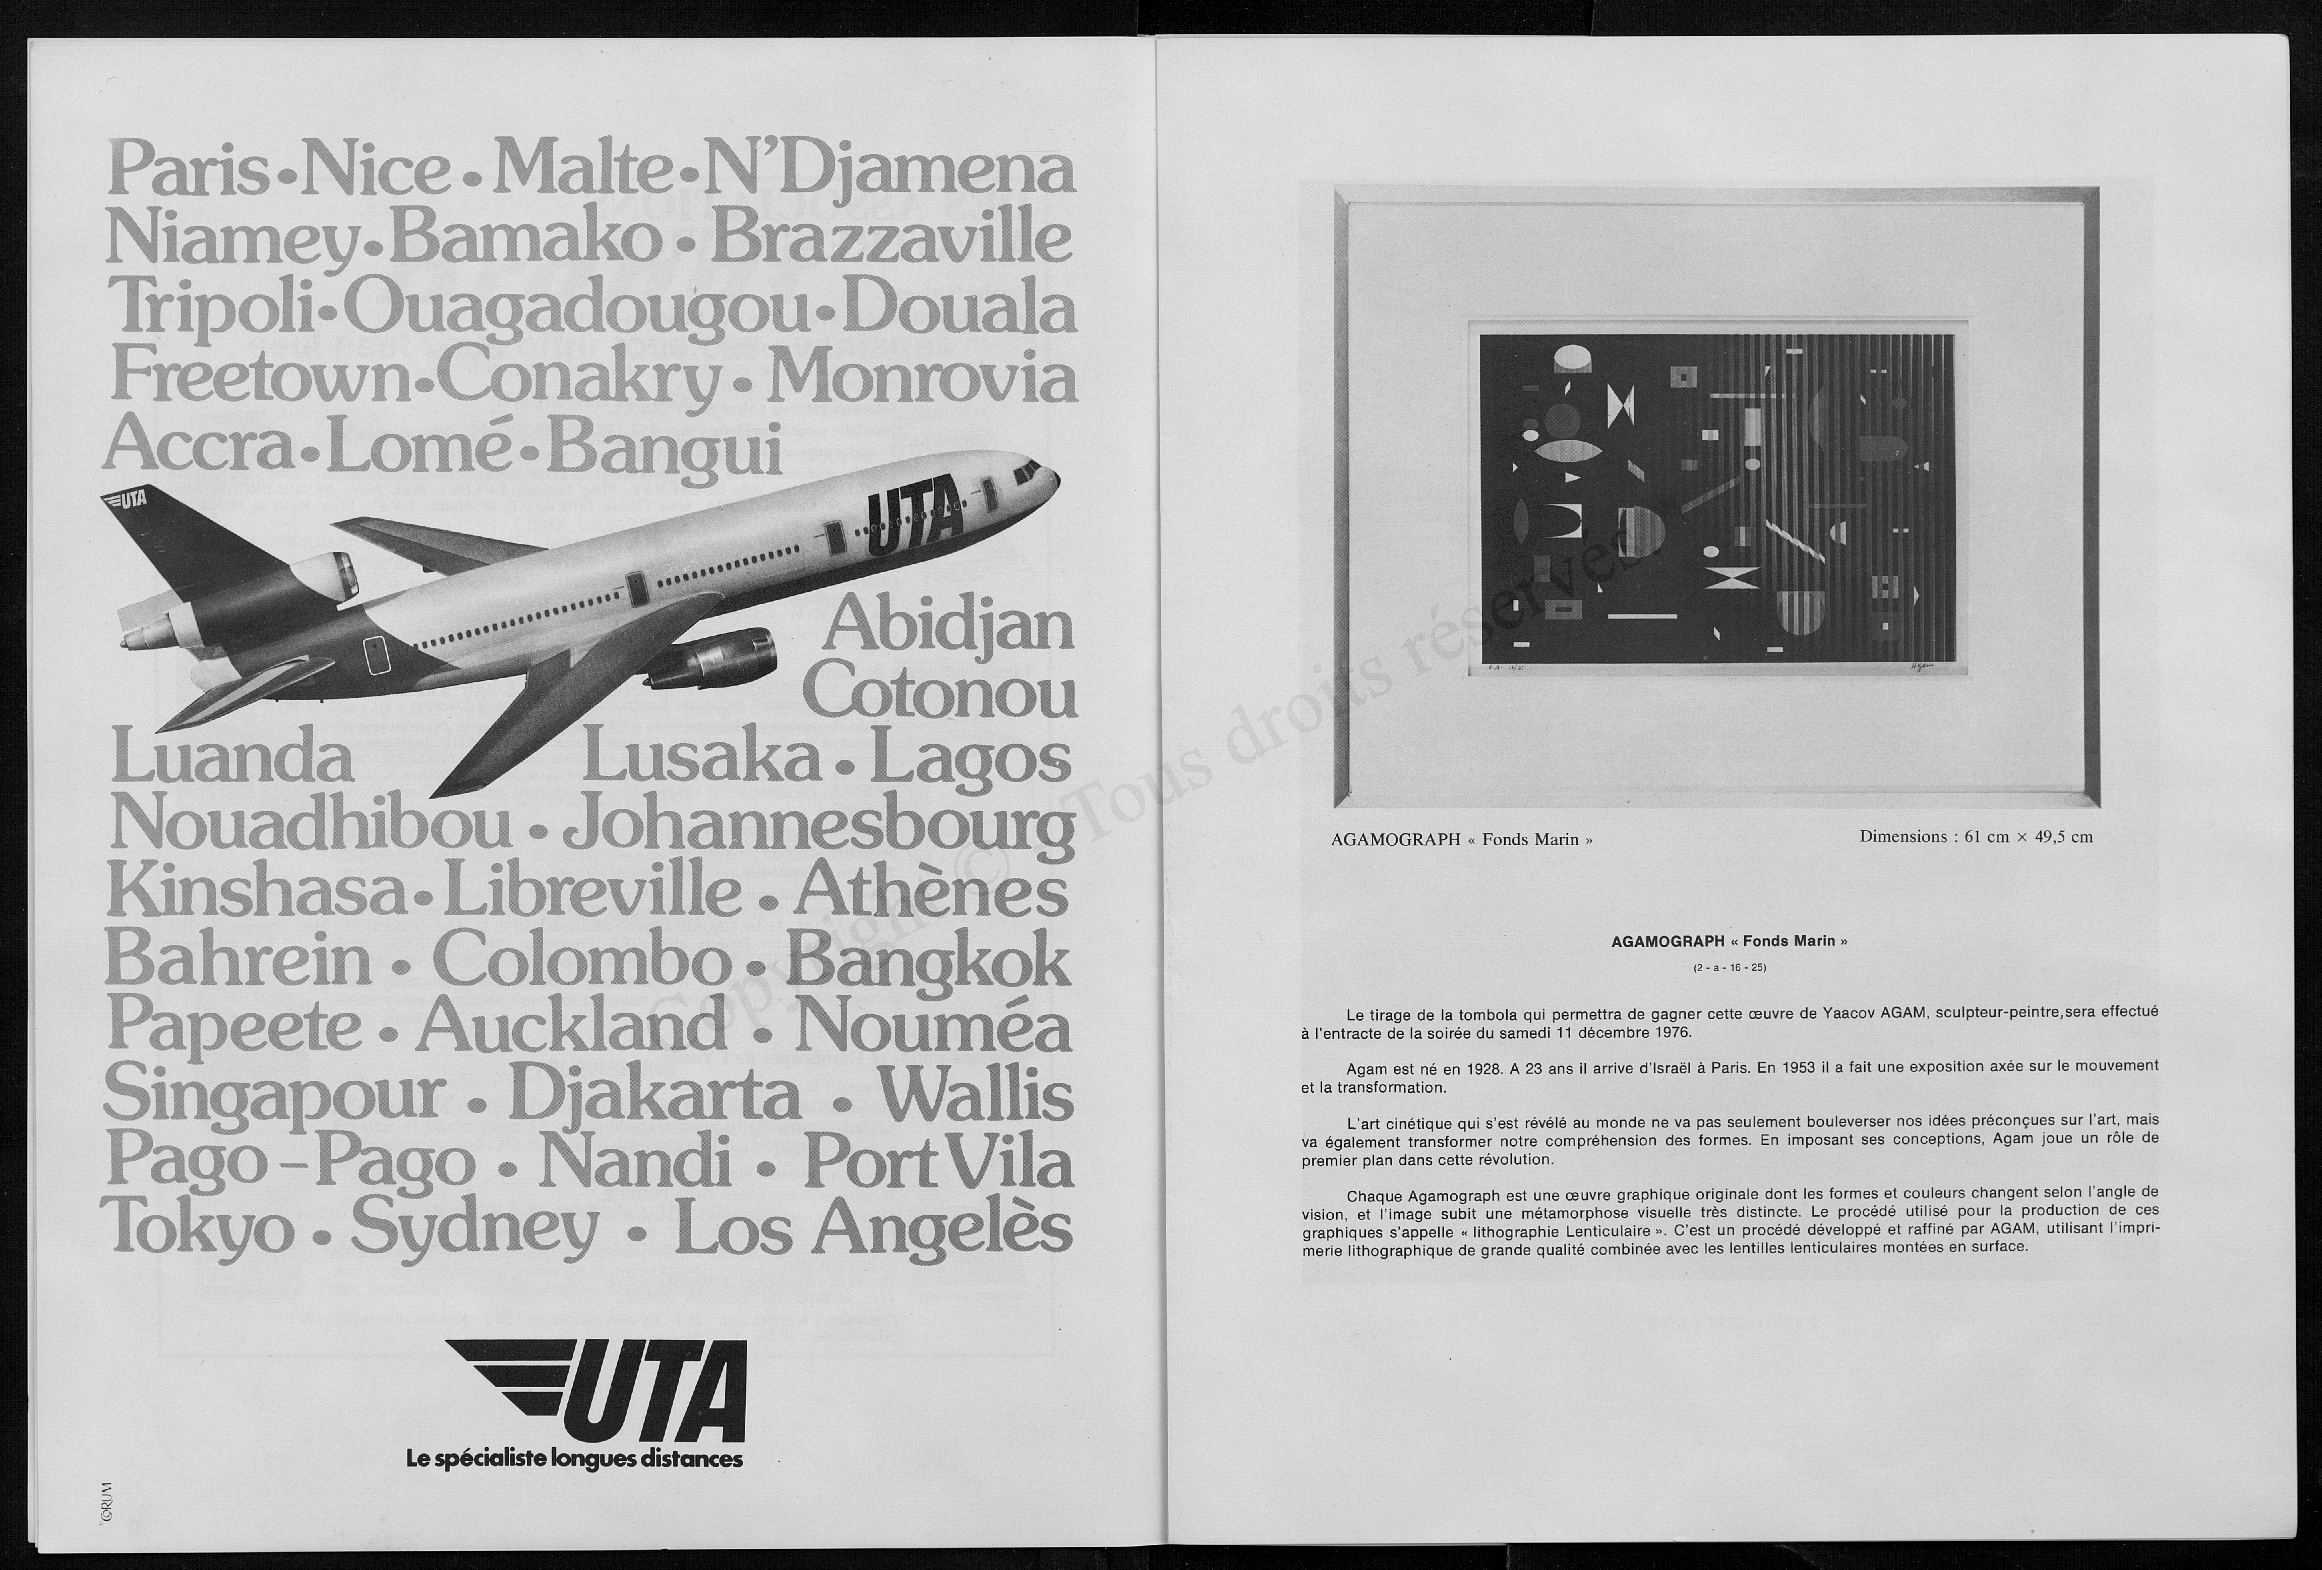 Paris • Nice • Malte • N'Djamena
Niamey • Bamako • Brazzaville
Tripoli • Ouagadougou • Douala
Freetown • Conakry • Monrovia
Accra • Lomé • Bangui
UTA
UTA
Abidjan
Cotonou
Luanda Lusaka • Lagos
Nouadhibou • Johannesbourg
Kinshasa • Libreville • Athènes
Bahrein • Colombo • Bangkok
Papeete • Auckland • Nouméa
Singapour • Djakarta • Wallis
Pago-Pago • Nandi • Port Vila
Tokyo • Sydney • Los Angelès
UTA
Le spécialiste longues distances
©RUM
Copyright © Tous droits réservés
Agam
AGAMOGRAPH « Fonds Marin »
Dimensions : 61 cm × 49,5 cm
AGAMOGRAPH « Fonds Marin »
(2 - a - 16 - 25)
Le tirage de la tombola qui permettra de gagner cette œuvre de Yaacov AGAM, sculpteur-peintre, sera effectué
à l'entracte de la soirée du samedi 11 décembre 1976.
Agam est né en 1928. A 23 ans il arrive d'Israël à Paris. En 1953 il a fait une exposition axée sur le mouvement
et la transformation.
L'art cinétique qui s'est révélé au monde ne va pas seulement bouleverser nos idées préconçues sur l'art, mais
va également transformer notre compréhension des formes. En imposant ses conceptions, Agam joue un rôle de
premier plan dans cette révolution.
Chaque Agamograph est une œuvre graphique originale dont les formes et couleurs changent selon l'angle de
vision, et l'image subit une métamorphose visuelle très distincte. Le procédé utilisé pour la production de ces
graphiques s'appelle « lithographie Lenticulaire ». C'est un procédé développé et raffiné par AGAM, utilisant l'impri-
merie lithographique de grande qualité combinée avec les lentilles lenticulaires montées en surface.